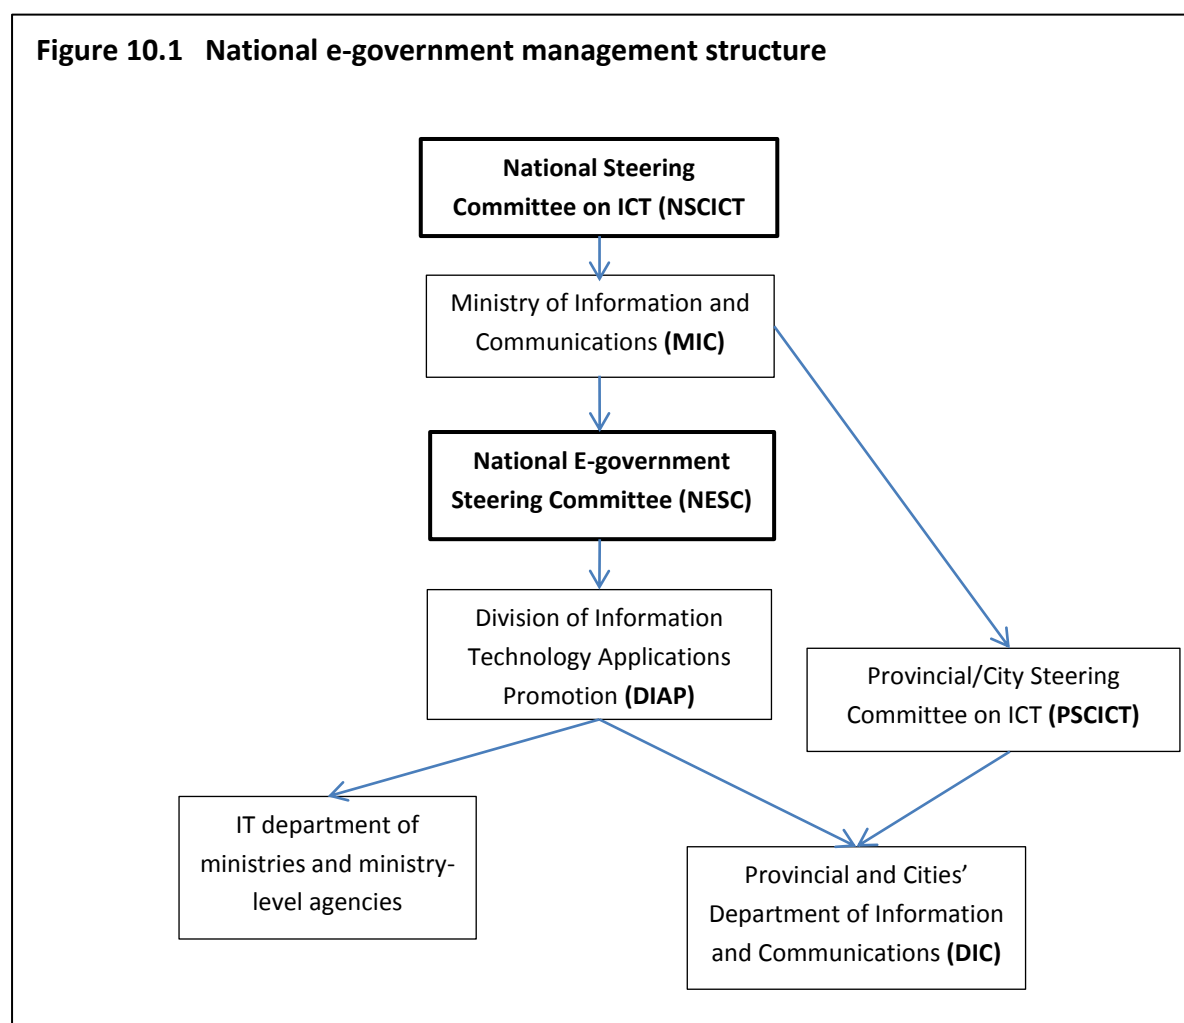 Figure 10.1   National e-government management structure
National Steering
Committee on ICT (NSCICT
Ministry of Information and
Communications (MIC)
National E-government
Steering Committee (NESC)
Division of Information
Technology Applications
Promotion (DIAP)
Provincial/City Steering
Committee on ICT (PSCICT)
IT department of
ministries and ministry-
level agencies
Provincial and Cities’
Department of Information
and Communications (DIC)